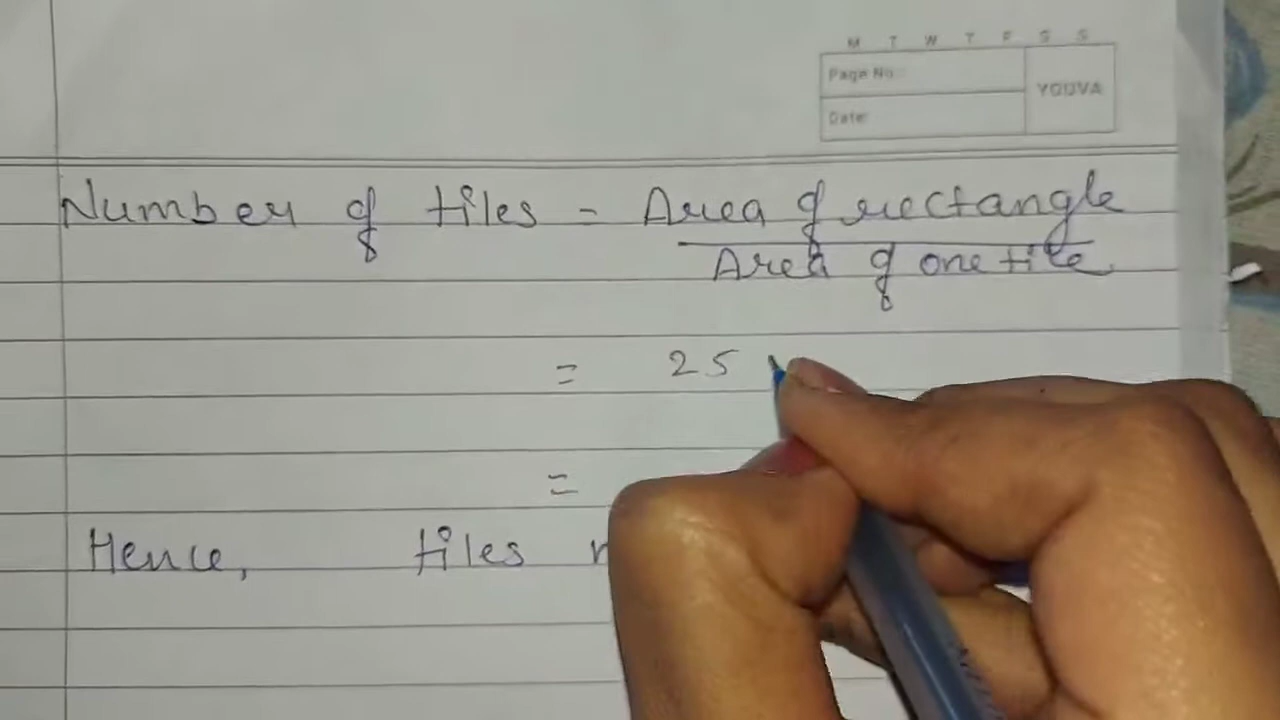 M T W T F S S
Page No.:
YOUVA
Date:
Number of tiles = Area of rectangle
Area of one tile
= 25
=
Hence, tiles